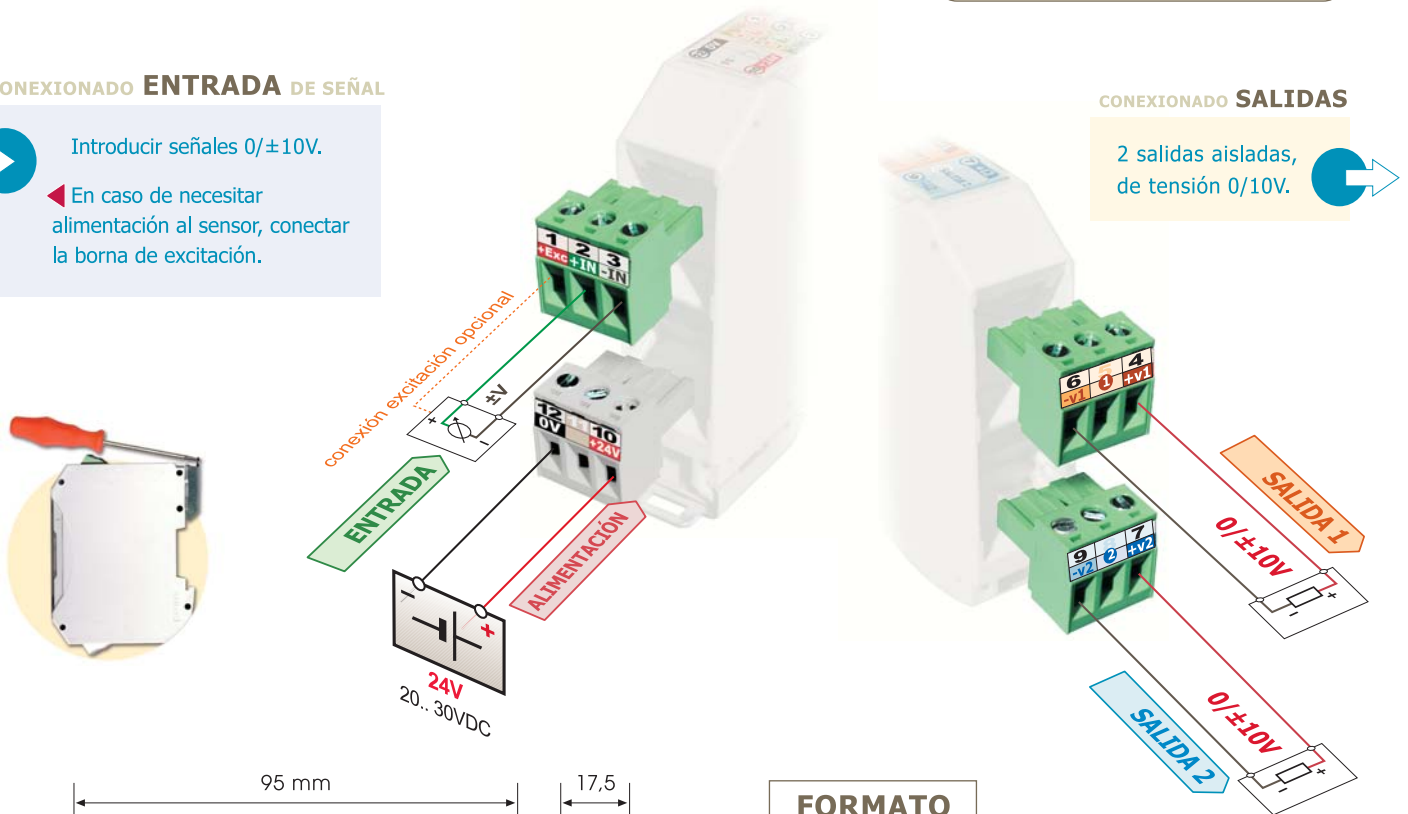 ONEXIONADO ENTRADA DE SEÑAL
Introducir señales 0/±10V.
En caso de necesitar
alimentación al sensor, conectar
la borna de excitación.
CONEXIONADO SALIDAS
2 salidas aisladas,
de tensión 0/10V.
1 2 3
+Exc +IN -IN
conexión excitación opcional
±V
+
-
ENTRADA
12 11 10
0V +24V
ALIMENTACIÓN
-
+
24V
20.. 30VDC
6 4
-v1 1 +v1
SALIDA 1
0/±10V
+
-
9 7
-v2 2 +v2
SALIDA 2
0/±10V
+
-
95 mm
17,5
FORMATO